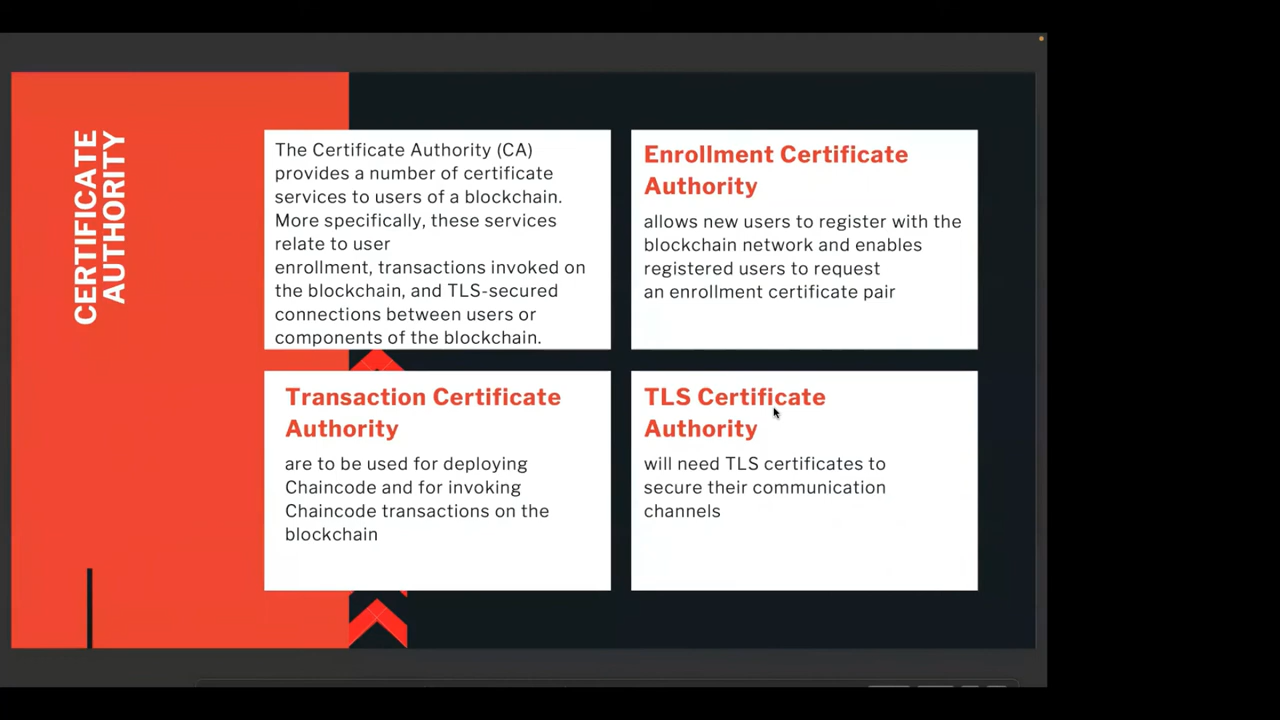 CERTIFICATE
AUTHORITY
The Certificate Authority (CA)
provides a number of certificate
services to users of a blockchain.
More specifically, these services
relate to user
enrollment, transactions invoked on
the blockchain, and TLS-secured
connections between users or
components of the blockchain.
Enrollment Certificate
Authority
allows new users to register with the
blockchain network and enables
registered users to request
an enrollment certificate pair
Transaction Certificate
Authority
are to be used for deploying
Chaincode and for invoking
Chaincode transactions on the
blockchain
TLS Certificate
Authority
will need TLS certificates to
secure their communication
channels